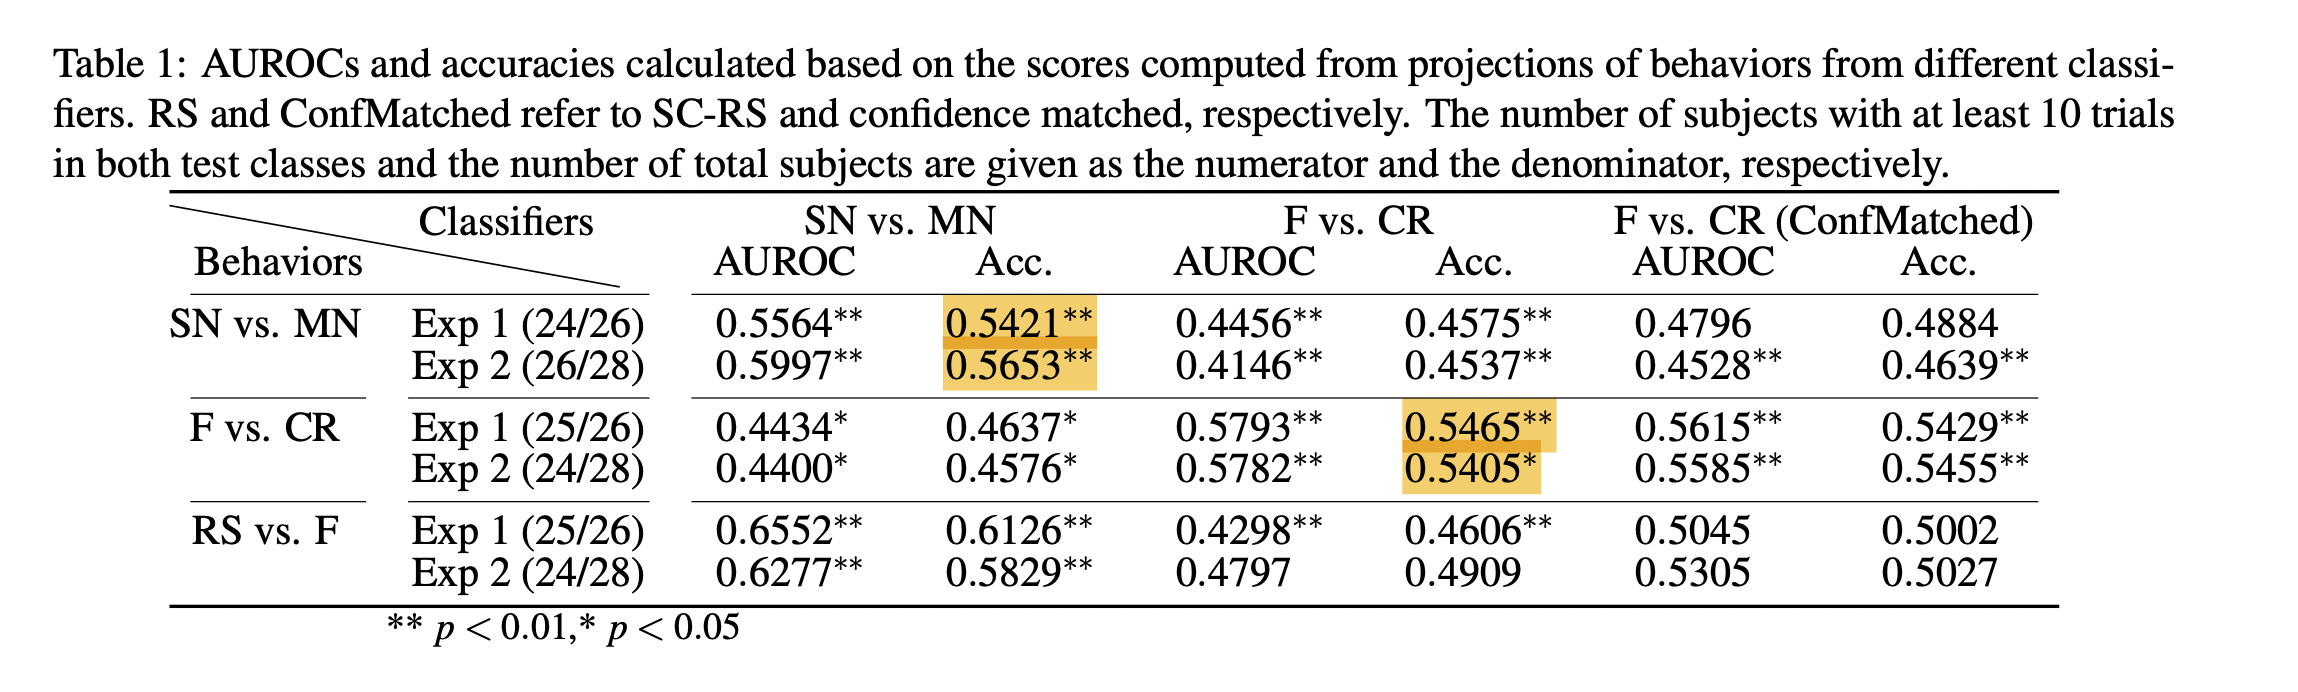 Table 1: AUROCs and accuracies calculated based on the scores computed from projections of behaviors from different classi-
fiers. RS and ConfMatched refer to SC-RS and confidence matched, respectively. The number of subjects with at least 10 trials
in both test classes and the number of total subjects are given as the numerator and the denominator, respectively.
Classifiers SN vs. MN F vs. CR F vs. CR (ConfMatched)
Behaviors AUROC Acc. AUROC Acc. AUROC Acc.
SN vs. MN Exp 1 (24/26) 0.5564** 0.5421** 0.4456** 0.4575** 0.4796 0.4884
Exp 2 (26/28) 0.5997** 0.5653** 0.4146** 0.4537** 0.4528** 0.4639**
F vs. CR Exp 1 (25/26) 0.4434* 0.4637* 0.5793** 0.5465** 0.5615** 0.5429**
Exp 2 (24/28) 0.4400* 0.4576* 0.5782** 0.5405* 0.5585** 0.5455**
RS vs. F Exp 1 (25/26) 0.6552** 0.6126** 0.4298** 0.4606** 0.5045 0.5002
Exp 2 (24/28) 0.6277** 0.5829** 0.4797 0.4909 0.5305 0.5027
** p < 0.01,* p < 0.05